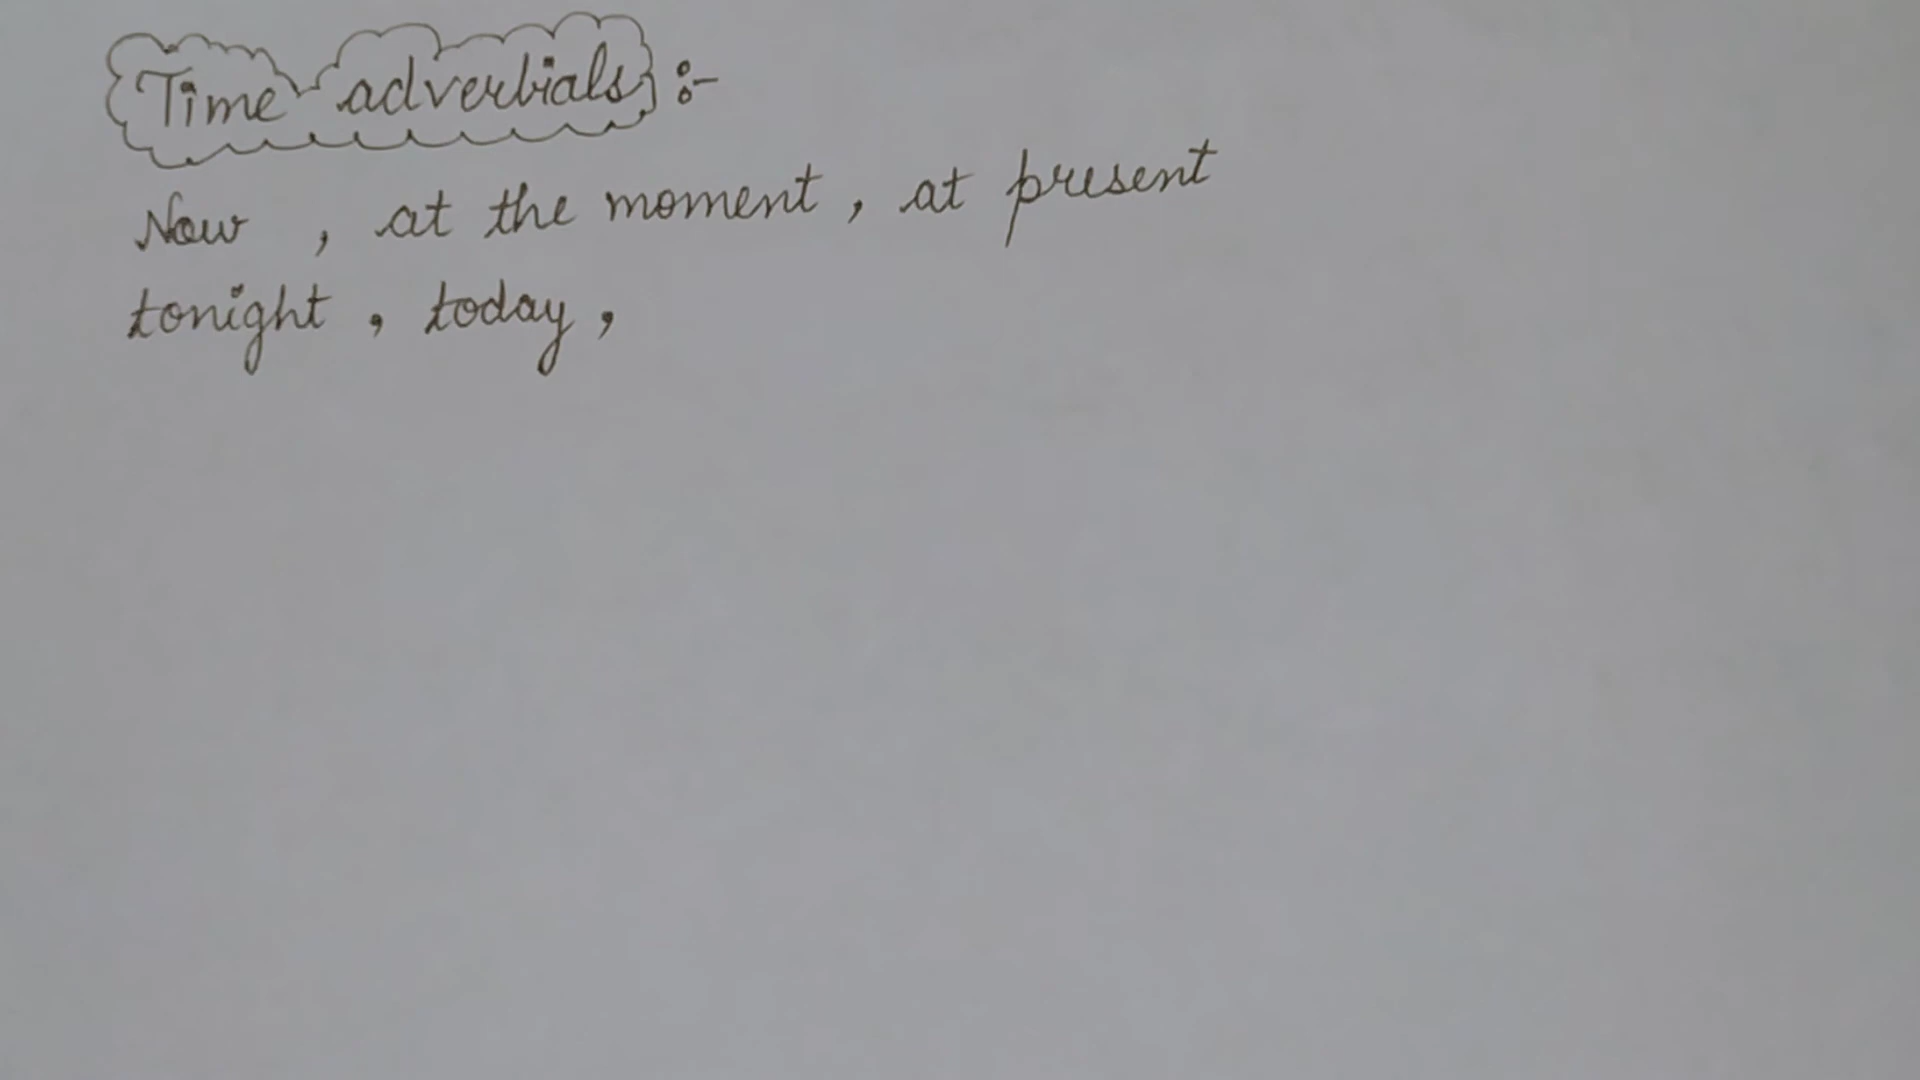 Time adverbials :-
Now , at the moment , at present
tonight , today ,